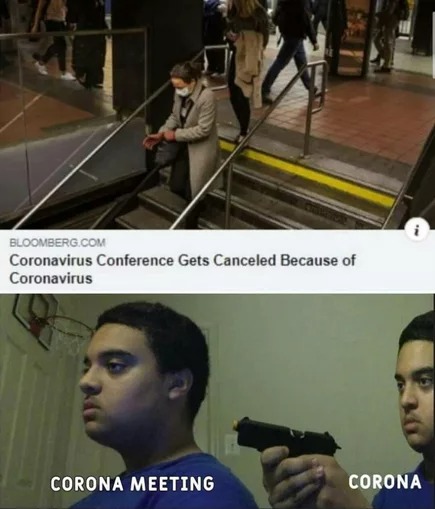 BLOOMBERG.COM
Coronavirus Conference Gets Canceled Because of
Coronavirus
CORONA MEETING
CORONA